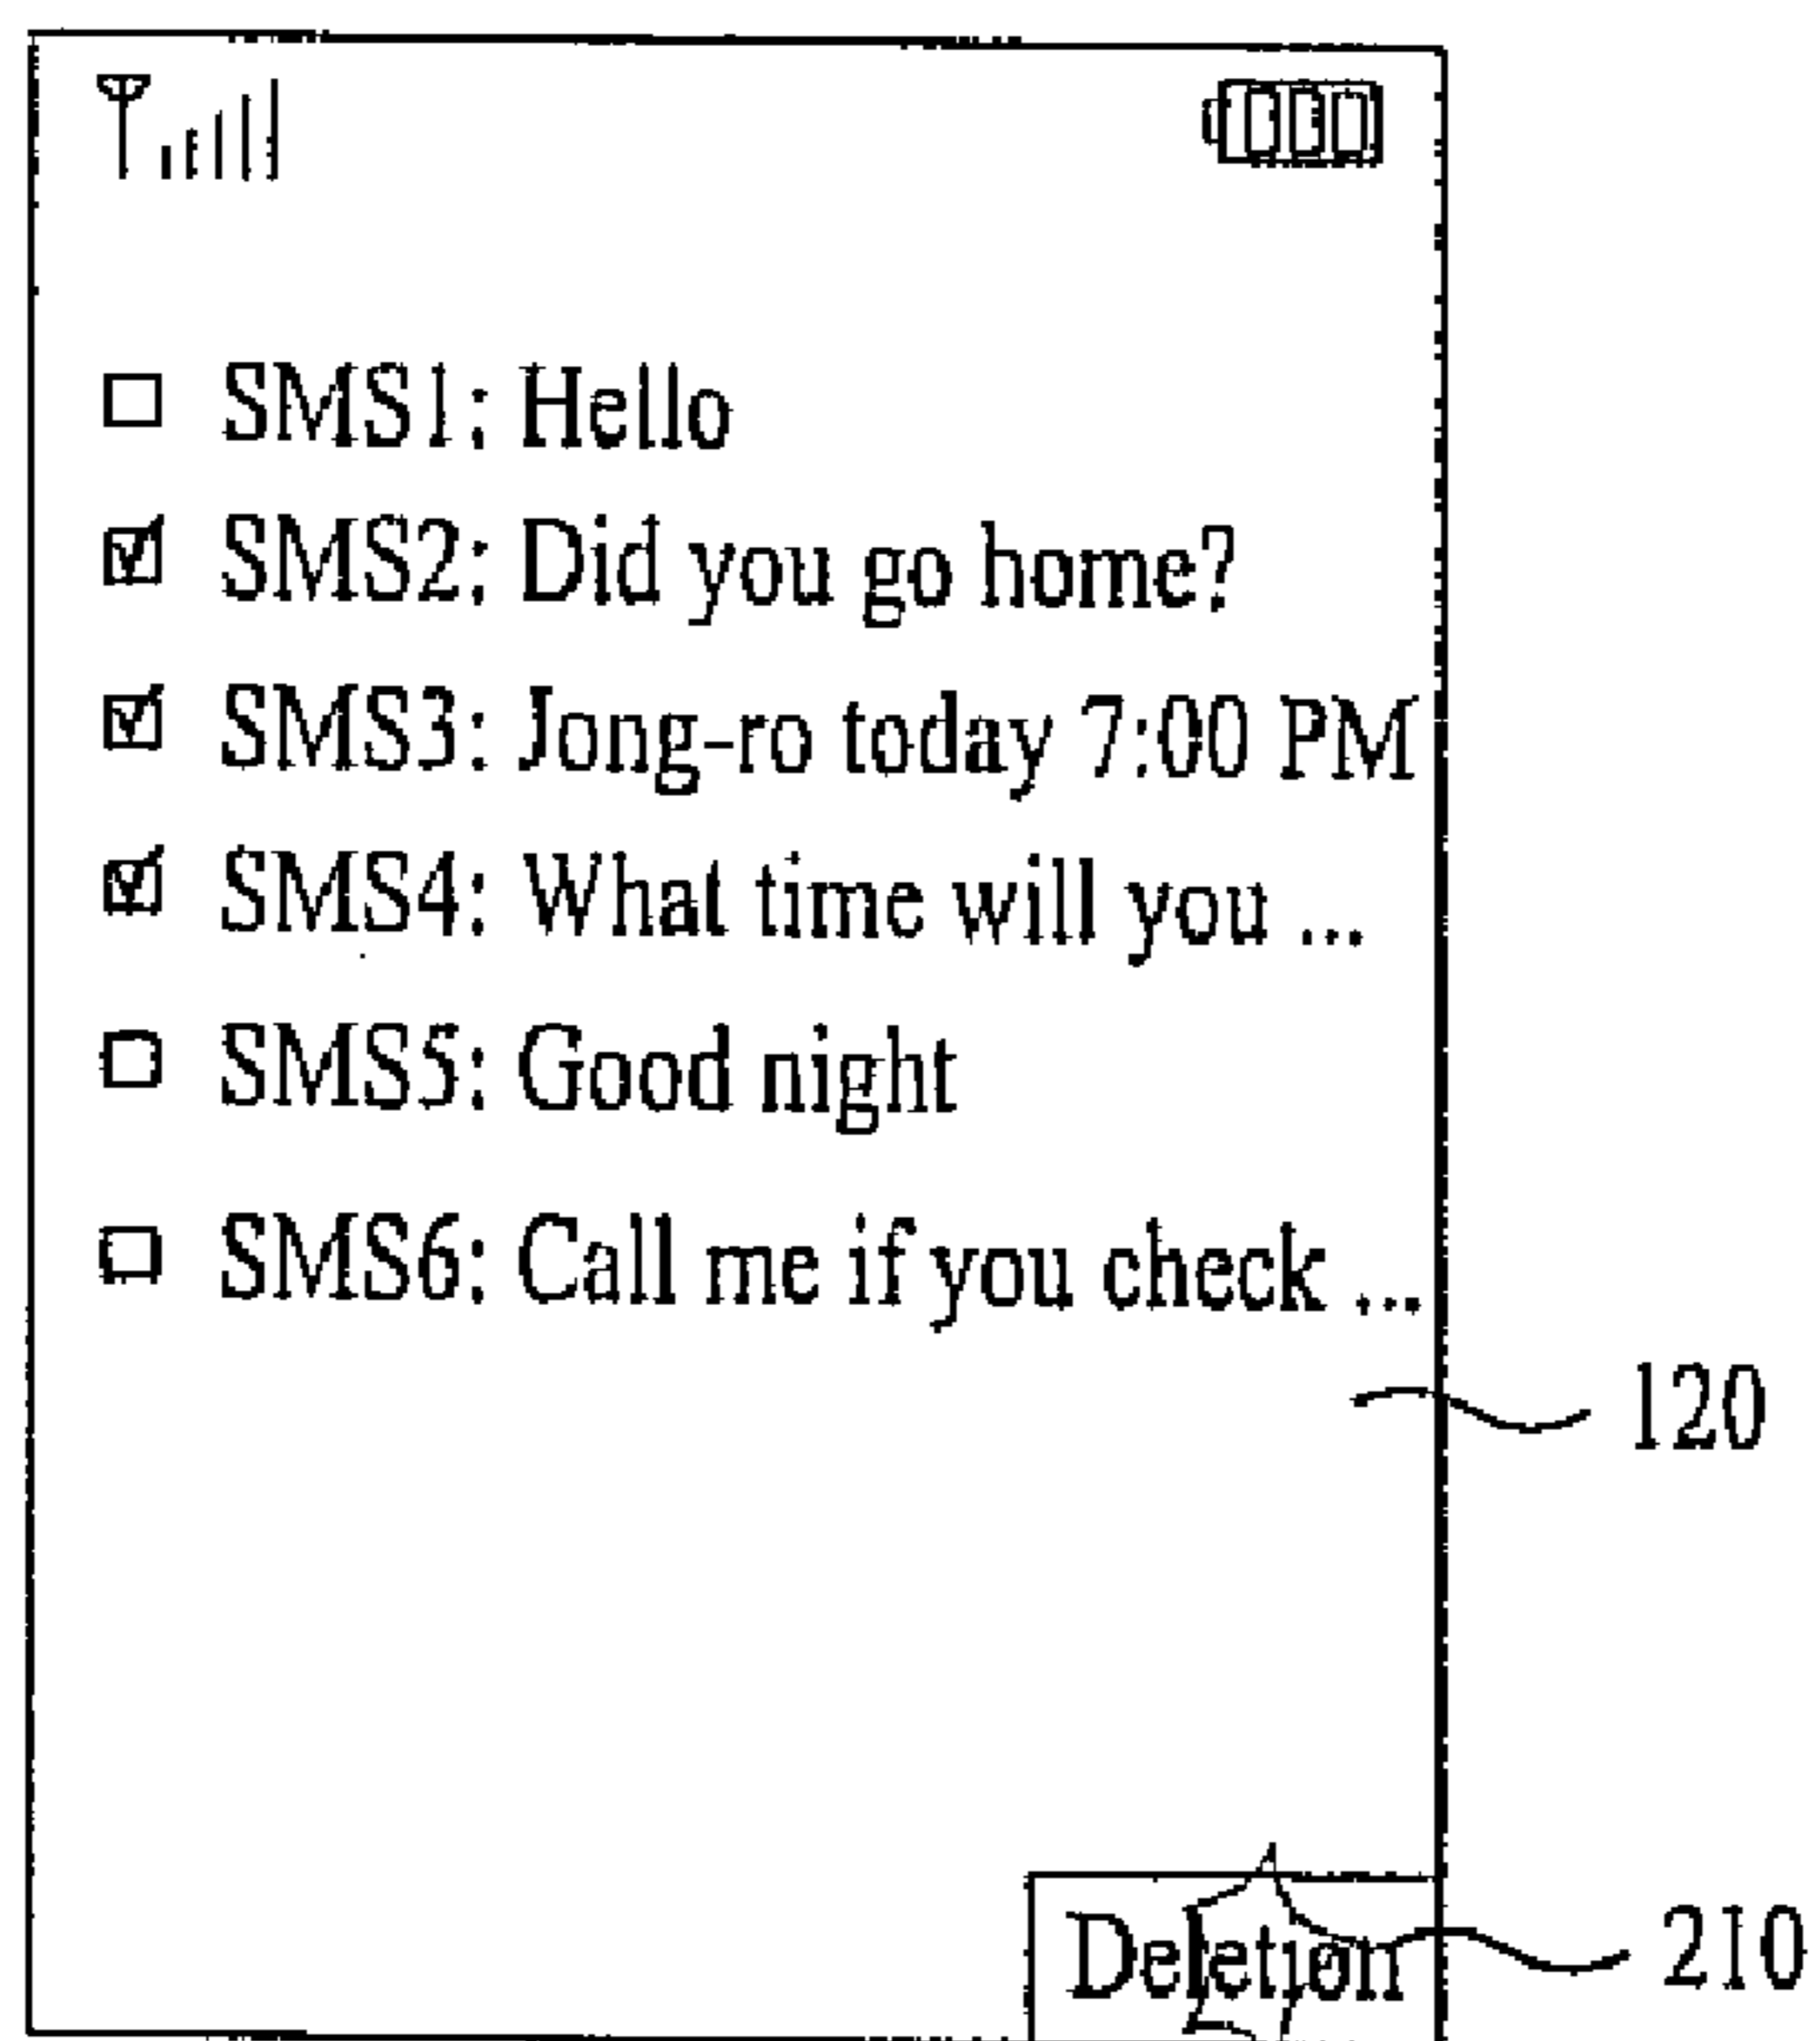 SMS1: Hello
SMS2: Did you go home?
SMS3: Jong-ro today 7:00 PM
SMS4: What time will you ...
SMS5: Good night
SMS6: Call me if you check ...
120
Deletion
210